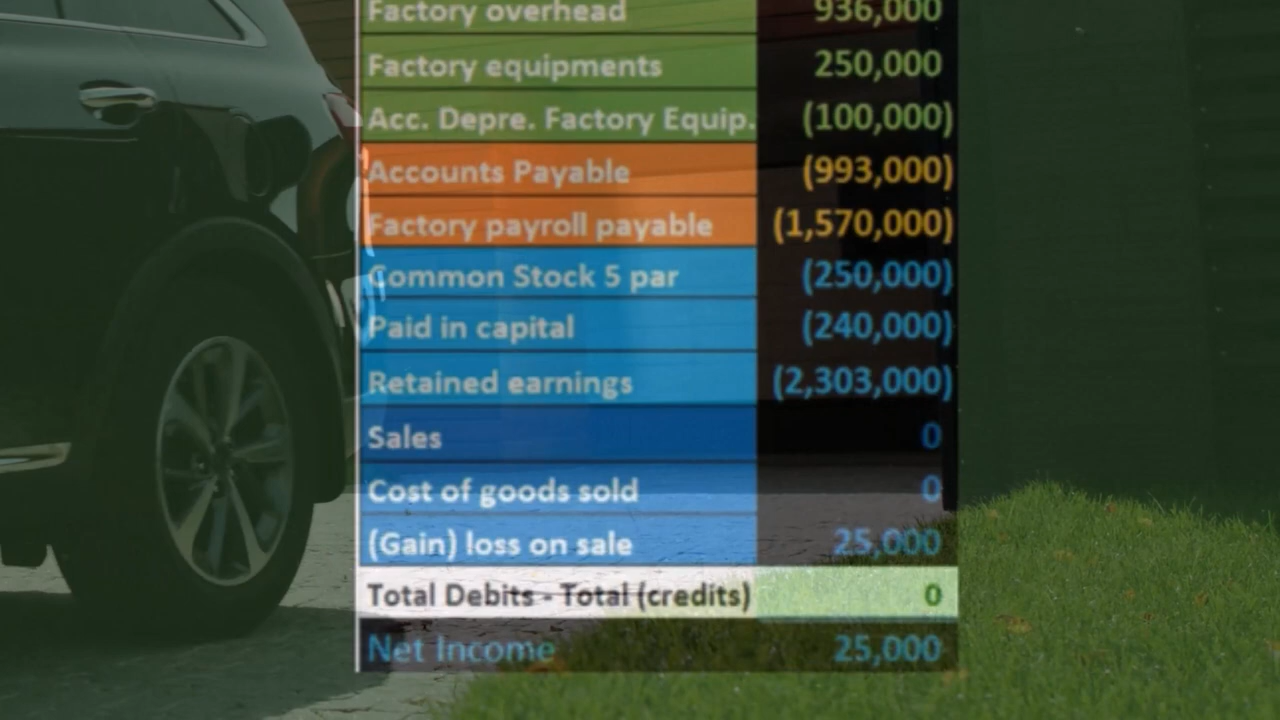 Factory overhead 936,000
Factory equipments 250,000
Acc. Depre. Factory Equip. (100,000)
Accounts Payable (993,000)
Factory payroll payable (1,570,000)
Common Stock 5 par (250,000)
Paid in capital (240,000)
Retained earnings (2,303,000)
Sales 0
Cost of goods sold 0
(Gain) loss on sale 25,000
Total Debits - Total (credits) 0
Net Income 25,000